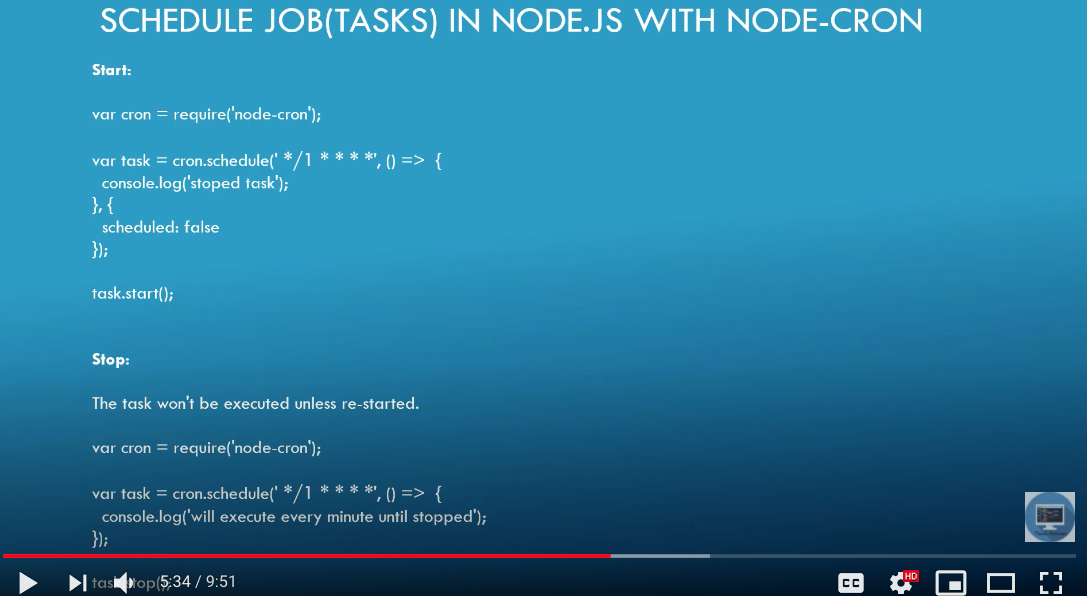 SCHEDULE JOB(TASKS) IN NODE.JS WITH NODE-CRON
Start:
var cron = require('node-cron');
var task = cron.schedule(' */1 * * * *', () => {
console.log('stoped task');
}, {
scheduled: false
});
task.start();
Stop:
The task won't be executed unless re-started.
var cron = require('node-cron');
var task = cron.schedule(' */1 * * * *', () => {
console.log('will execute every minute until stopped');
});
task.stop();
5:34 / 9:51
CC
HD